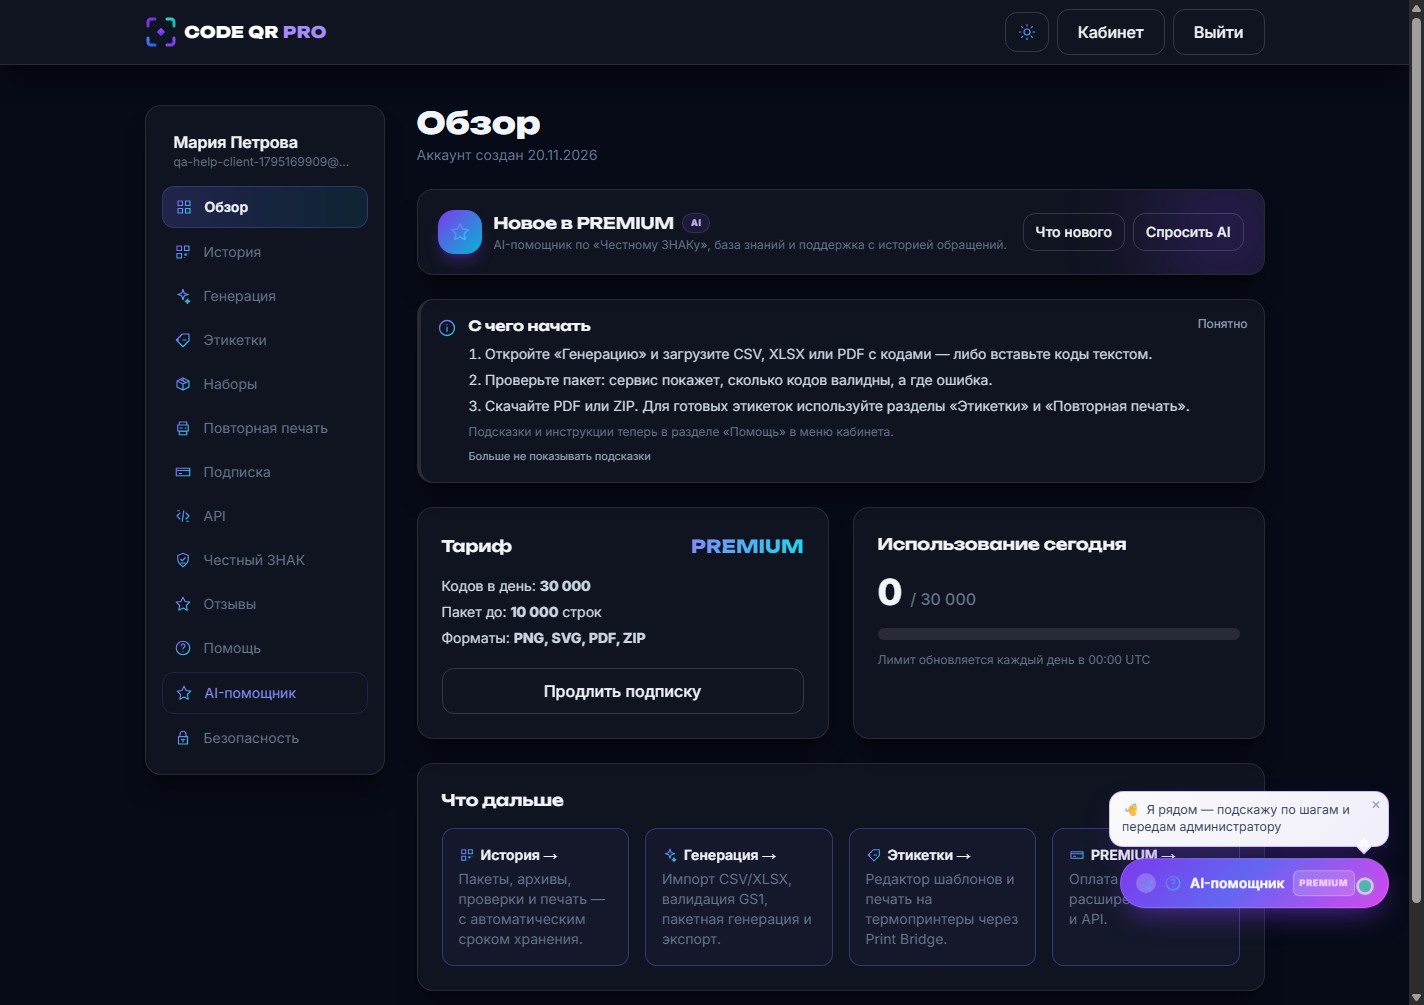 CODE QR PRO
Кабинет
Выйти
Мария Петрова
qa-help-client-1795169909@...
Обзор
История
Генерация
Этикетки
Наборы
Повторная печать
Подписка
API
Честный ЗНАК
Отзывы
Помощь
AI-помощник
Безопасность
Обзор
Аккаунт создан 20.11.2026
Новое в PREMIUM AI
AI-помощник по «Честному ЗНАКу», база знаний и поддержка с историей обращений.
Что нового
Спросить AI
С чего начать
Понятно
1. Откройте «Генерацию» и загрузите CSV, XLSX или PDF с кодами — либо вставьте коды текстом.
2. Проверьте пакет: сервис покажет, сколько кодов валидны, а где ошибка.
3. Скачайте PDF или ZIP. Для готовых этикеток используйте разделы «Этикетки» и «Повторная печать».
Подсказки и инструкции теперь в разделе «Помощь» в меню кабинета.
Больше не показывать подсказки
Тариф
PREMIUM
Кодов в день: 30 000
Пакет до: 10 000 строк
Форматы: PNG, SVG, PDF, ZIP
Продлить подписку
Использование сегодня
0 / 30 000
Лимит обновляется каждый день в 00:00 UTC
Что дальше
История →
Пакеты, архивы,
проверки и печать —
с автоматическим
сроком хранения.
Генерация →
Импорт CSV/XLSX,
валидация GS1,
пакетная генерация и
экспорт.
Этикетки →
Редактор шаблонов и
печать на
термопринтеры через
Print Bridge.
PREMIUM →
Оплата
и API.
Я рядом — подскажу по шагам и
передам администратору
×
AI-помощник PREMIUM